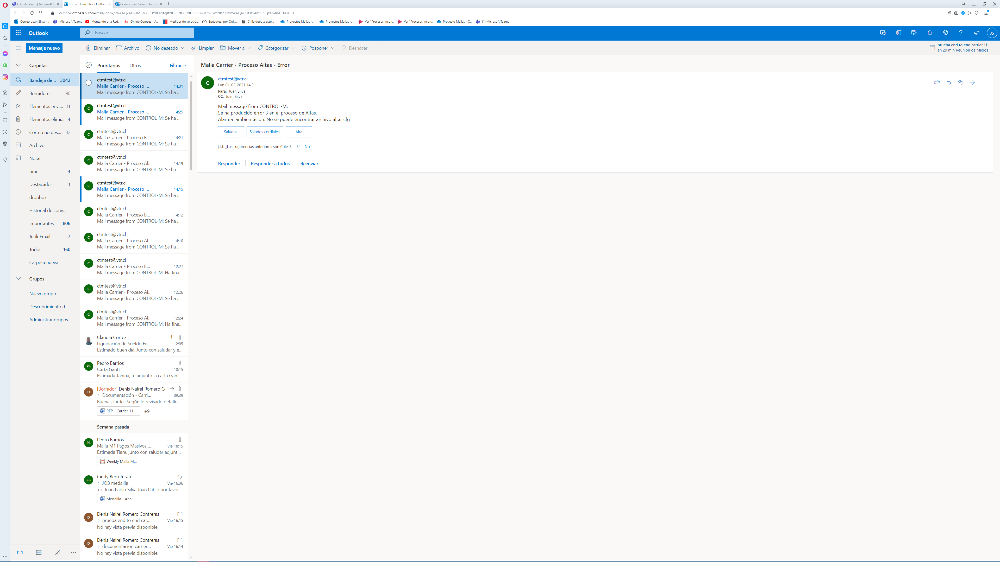 (1) Calendario | Microsoft T
Correo: Juan Silva - Outloo
Correo: Juan Silva - Outloo
outlook.office365.com/mail/inbox/id/
Correo: Juan Silva -...
Microsoft Teams
Montando una Red...
Online Courses - A...
Medidor de velocid...
Speedtest por Ookl...
Chile debuta este...
Proyectos Mallas -...
Proyectos Mallas -...
Ver "Procesos Incon...
Ver "Procesos incon...
Proyecto Mallas - O...
(1) Microsoft Teams
Outlook
Buscar
JS
Mensaje nuevo
Eliminar
Archivo
No deseado
Limpiar
Mover a
Categorizar
Posponer
Deshacer
prueba end to end carrier 111
en 29 min Reunión de Micros
Carpetas
Bandeja de... 3042
Borradores 90
Elementos envi... 11
Elementos elimi... 4
Correo no des... 12
Archivo
Notas
bmc 4
Destacados 1
dropbox
Historial de conv...
Importantes 806
Junk Email 7
Todos 160
Carpeta nueva
Grupos
Nuevo grupo
Descubrimiento d...
Administrar grupos
Prioritarios
Otros
Filtrar
ctmtest@vtr.cl
Malla Carrier - Proceso ... 14:31
Mail message from CONTROL-M: Se ha ...
C
ctmtest@vtr.cl
Malla Carrier - Proceso ... 14:25
Mail message from CONTROL-M: Se ha ...
C
ctmtest@vtr.cl
Malla Carrier - Proceso B... 14:21
Mail message from CONTROL-M: Se ha ...
C
ctmtest@vtr.cl
Malla Carrier - Proceso Al... 14:19
Mail message from CONTROL-M: Se ha ...
C
ctmtest@vtr.cl
Malla Carrier - Proceso ... 14:15
Mail message from CONTROL-M: Se ha ...
C
ctmtest@vtr.cl
Malla Carrier - Proceso B... 14:12
Mail message from CONTROL-M: Se ha ...
C
ctmtest@vtr.cl
Malla Carrier - Proceso Al... 14:10
Mail message from CONTROL-M: Se ha ...
C
ctmtest@vtr.cl
Malla Carrier - Proceso B... 12:27
Mail message from CONTROL-M: Ha fina...
C
ctmtest@vtr.cl
Malla Carrier - Proceso Al... 12:26
Mail message from CONTROL-M: Se ha ...
C
ctmtest@vtr.cl
Malla Carrier - Proceso Al... 12:24
Mail message from CONTROL-M: Ha fina...
Claudia Cortez
Liquidación de Sueldo En... 12:05
Estimado buen día, Junto con saludar y e...
PB
Pedro Barrios
Carta Gantt 10:15
Estimada Tahina, te adjunto la carta Gant...
D
[Borrador] Denis Nairel Romero Co
Documentación - Carri... 09:39
Buenas Tardes Según lo revisado detallo ...
RFP - Carrier 11... +9
Semana pasada
PB
Pedro Barrios
Malla M1 Pagos Masivos ... Vie 18:15
Estimada Tiare, junto con saludar adjunt...
Weekly Malla M...
CB
Cindy Berroteran
JOB medallia Vie 16:36
++ Juan Pablo Silva Juan Pablo por favor...
Medallia - Anali...
D
Denis Nairel Romero Contreras
prueba end to end car... Vie 16:15
No hay vista previa disponible.
D
Denis Nairel Romero Contreras
documentación carrier... Vie 16:14
No hay vista previa disponible.
Malla Carrier - Proceso Altas - Error
C
ctmtest@vtr.cl
Lun 01-02-2021 14:31
Para: Juan Silva
CC: Juan Silva
Mail message from CONTROL-M:
Se ha producido error 3 en el proceso de Altas.
Alarma ambientación: No se puede encontrar archivo altas.cfg
Saludos.
Saludos cordiales.
Alta
¿Las sugerencias anteriores son útiles? Sí No
Responder
Responder a todos
Reenviar